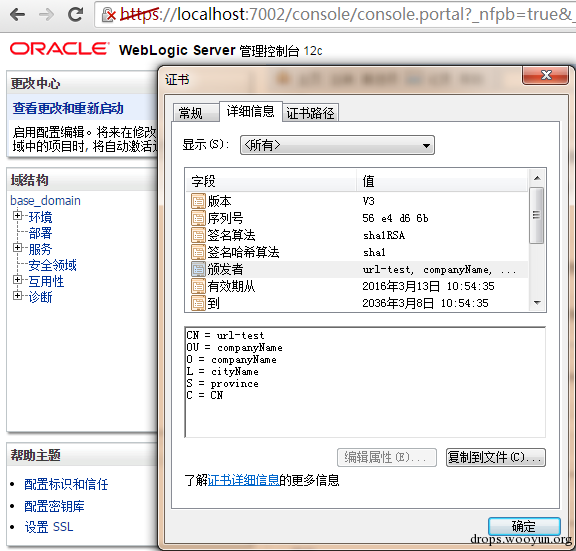 https://localhost:7002/console/console.portal?_nfpb=true&_
ORACLE WebLogic Server 管理控制台 12c
更改中心
查看更改和重新启动
启用配置编辑。将来在修改
域中的项目时, 将自动激活这
域结构
base_domain
环境
部署
服务
安全领域
互用性
诊断
帮助主题
配置标识和信任
配置密钥库
设置 SSL
证书
常规 详细信息 证书路径
显示(S): <所有>
字段 值
版本 V3
序列号 56 e4 d6 6b
签名算法 sha1RSA
签名哈希算法 sha1
颁发者 url-test, companyName, ...
有效期从 2016年3月13日 10:54:35
到 2036年3月8日 10:54:35
CN = url-test
OU = companyName
O = companyName
L = cityName
S = province
C = CN
编辑属性(E)... 复制到文件(C)...
了解证书详细信息的更多信息
确定
drops.wooyun.org